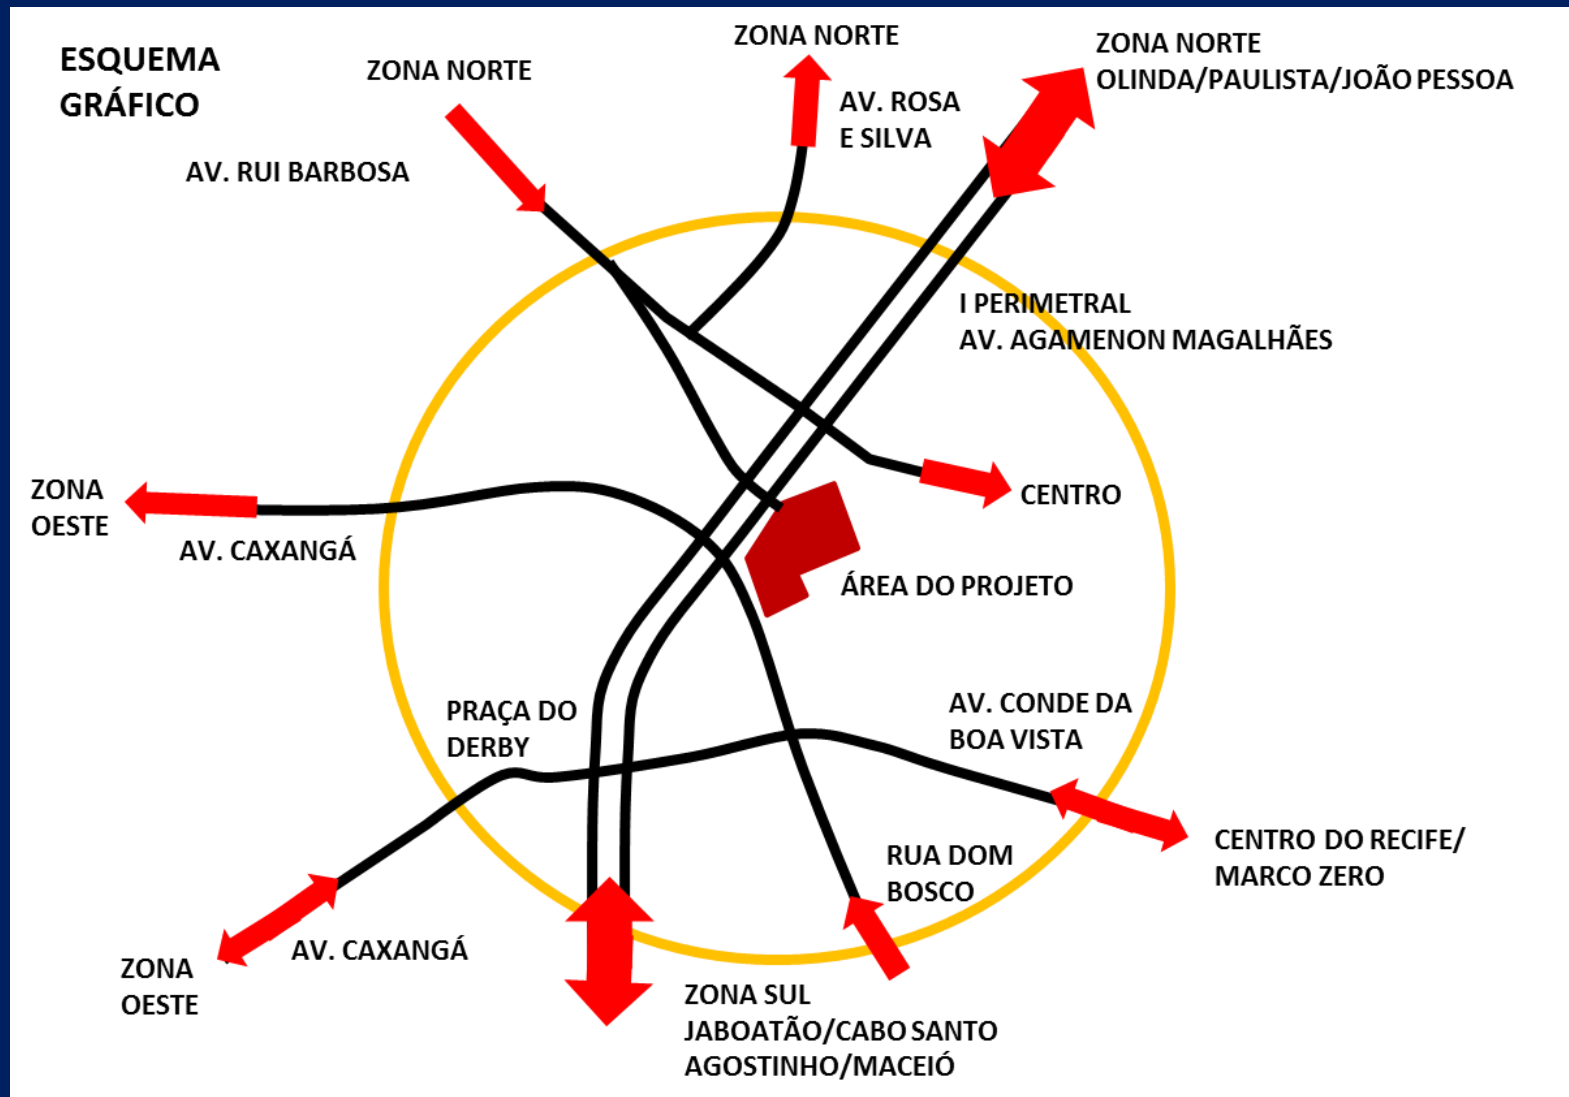 ESQUEMA
GRÁFICO
ZONA NORTE
ZONA NORTE
ZONA NORTE
OLINDA/PAULISTA/JOÃO PESSOA
AV. ROSA
E SILVA
AV. RUI BARBOSA
I PERIMETRAL
AV. AGAMENON MAGALHÃES
ZONA
OESTE
CENTRO
AV. CAXANGÁ
ÁREA DO PROJETO
PRAÇA DO
DERBY
AV. CONDE DA
BOA VISTA
CENTRO DO RECIFE/
MARCO ZERO
RUA DOM
BOSCO
AV. CAXANGÁ
ZONA
OESTE
ZONA SUL
JABOATÃO/CABO SANTO
AGOSTINHO/MACEIÓ